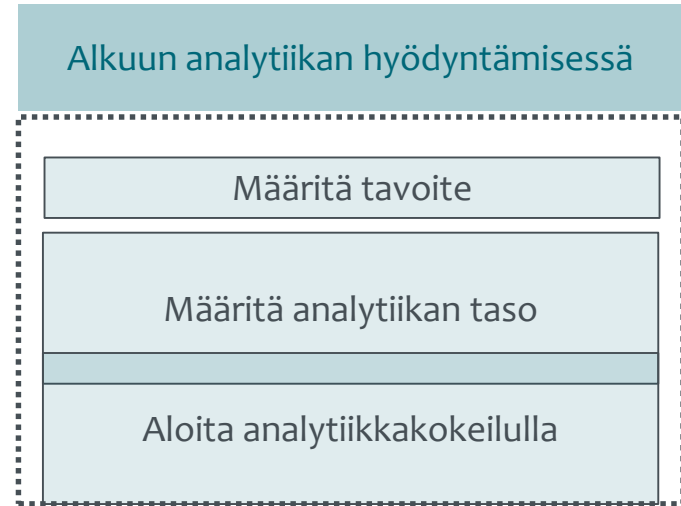 Alkuun analytiikan hyödyntämisessä
Määritä tavoite
Määritä analytiikan taso
Aloita analytiikkakokeilulla